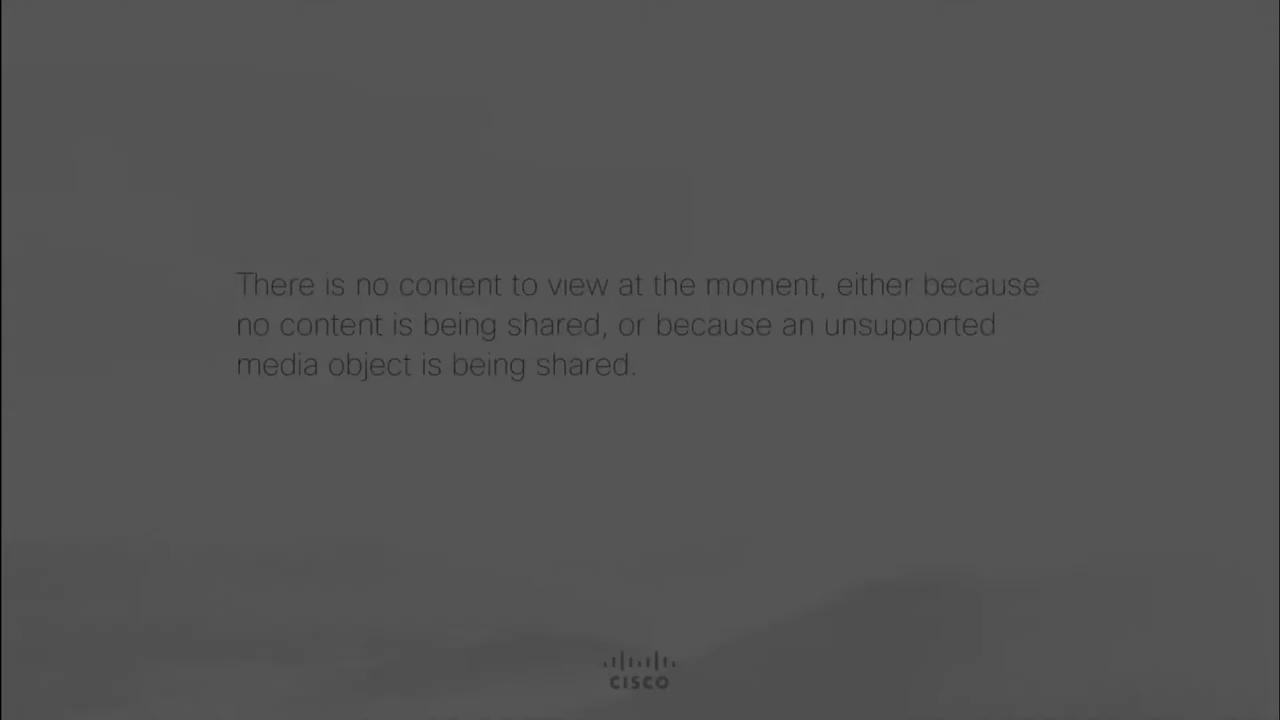 There is no content to view at the moment, either because
no content is being shared, or because an unsupported
media object is being shared.
CISCO